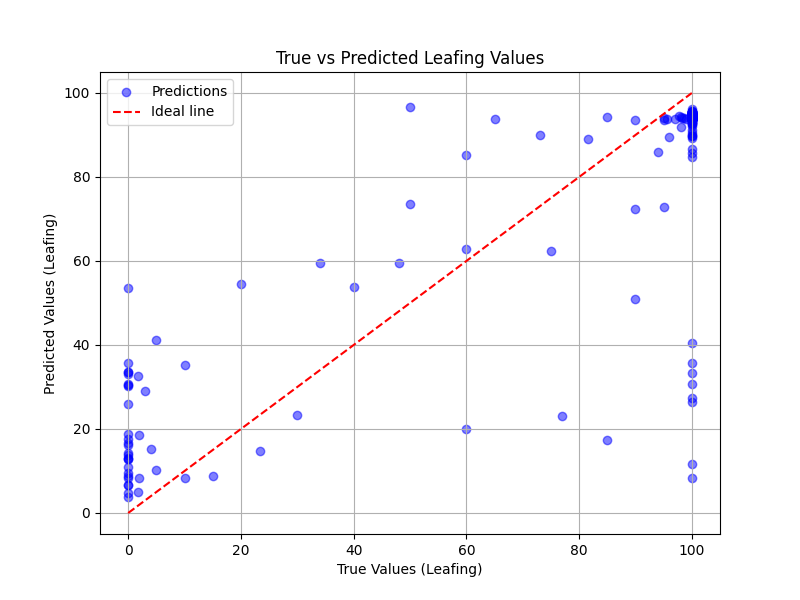 True vs Predicted Leafing Values
Predictions
Ideal line
Predicted Values (Leafing)
100
80
60
40
20
0
0 20 40 60 80 100
True Values (Leafing)